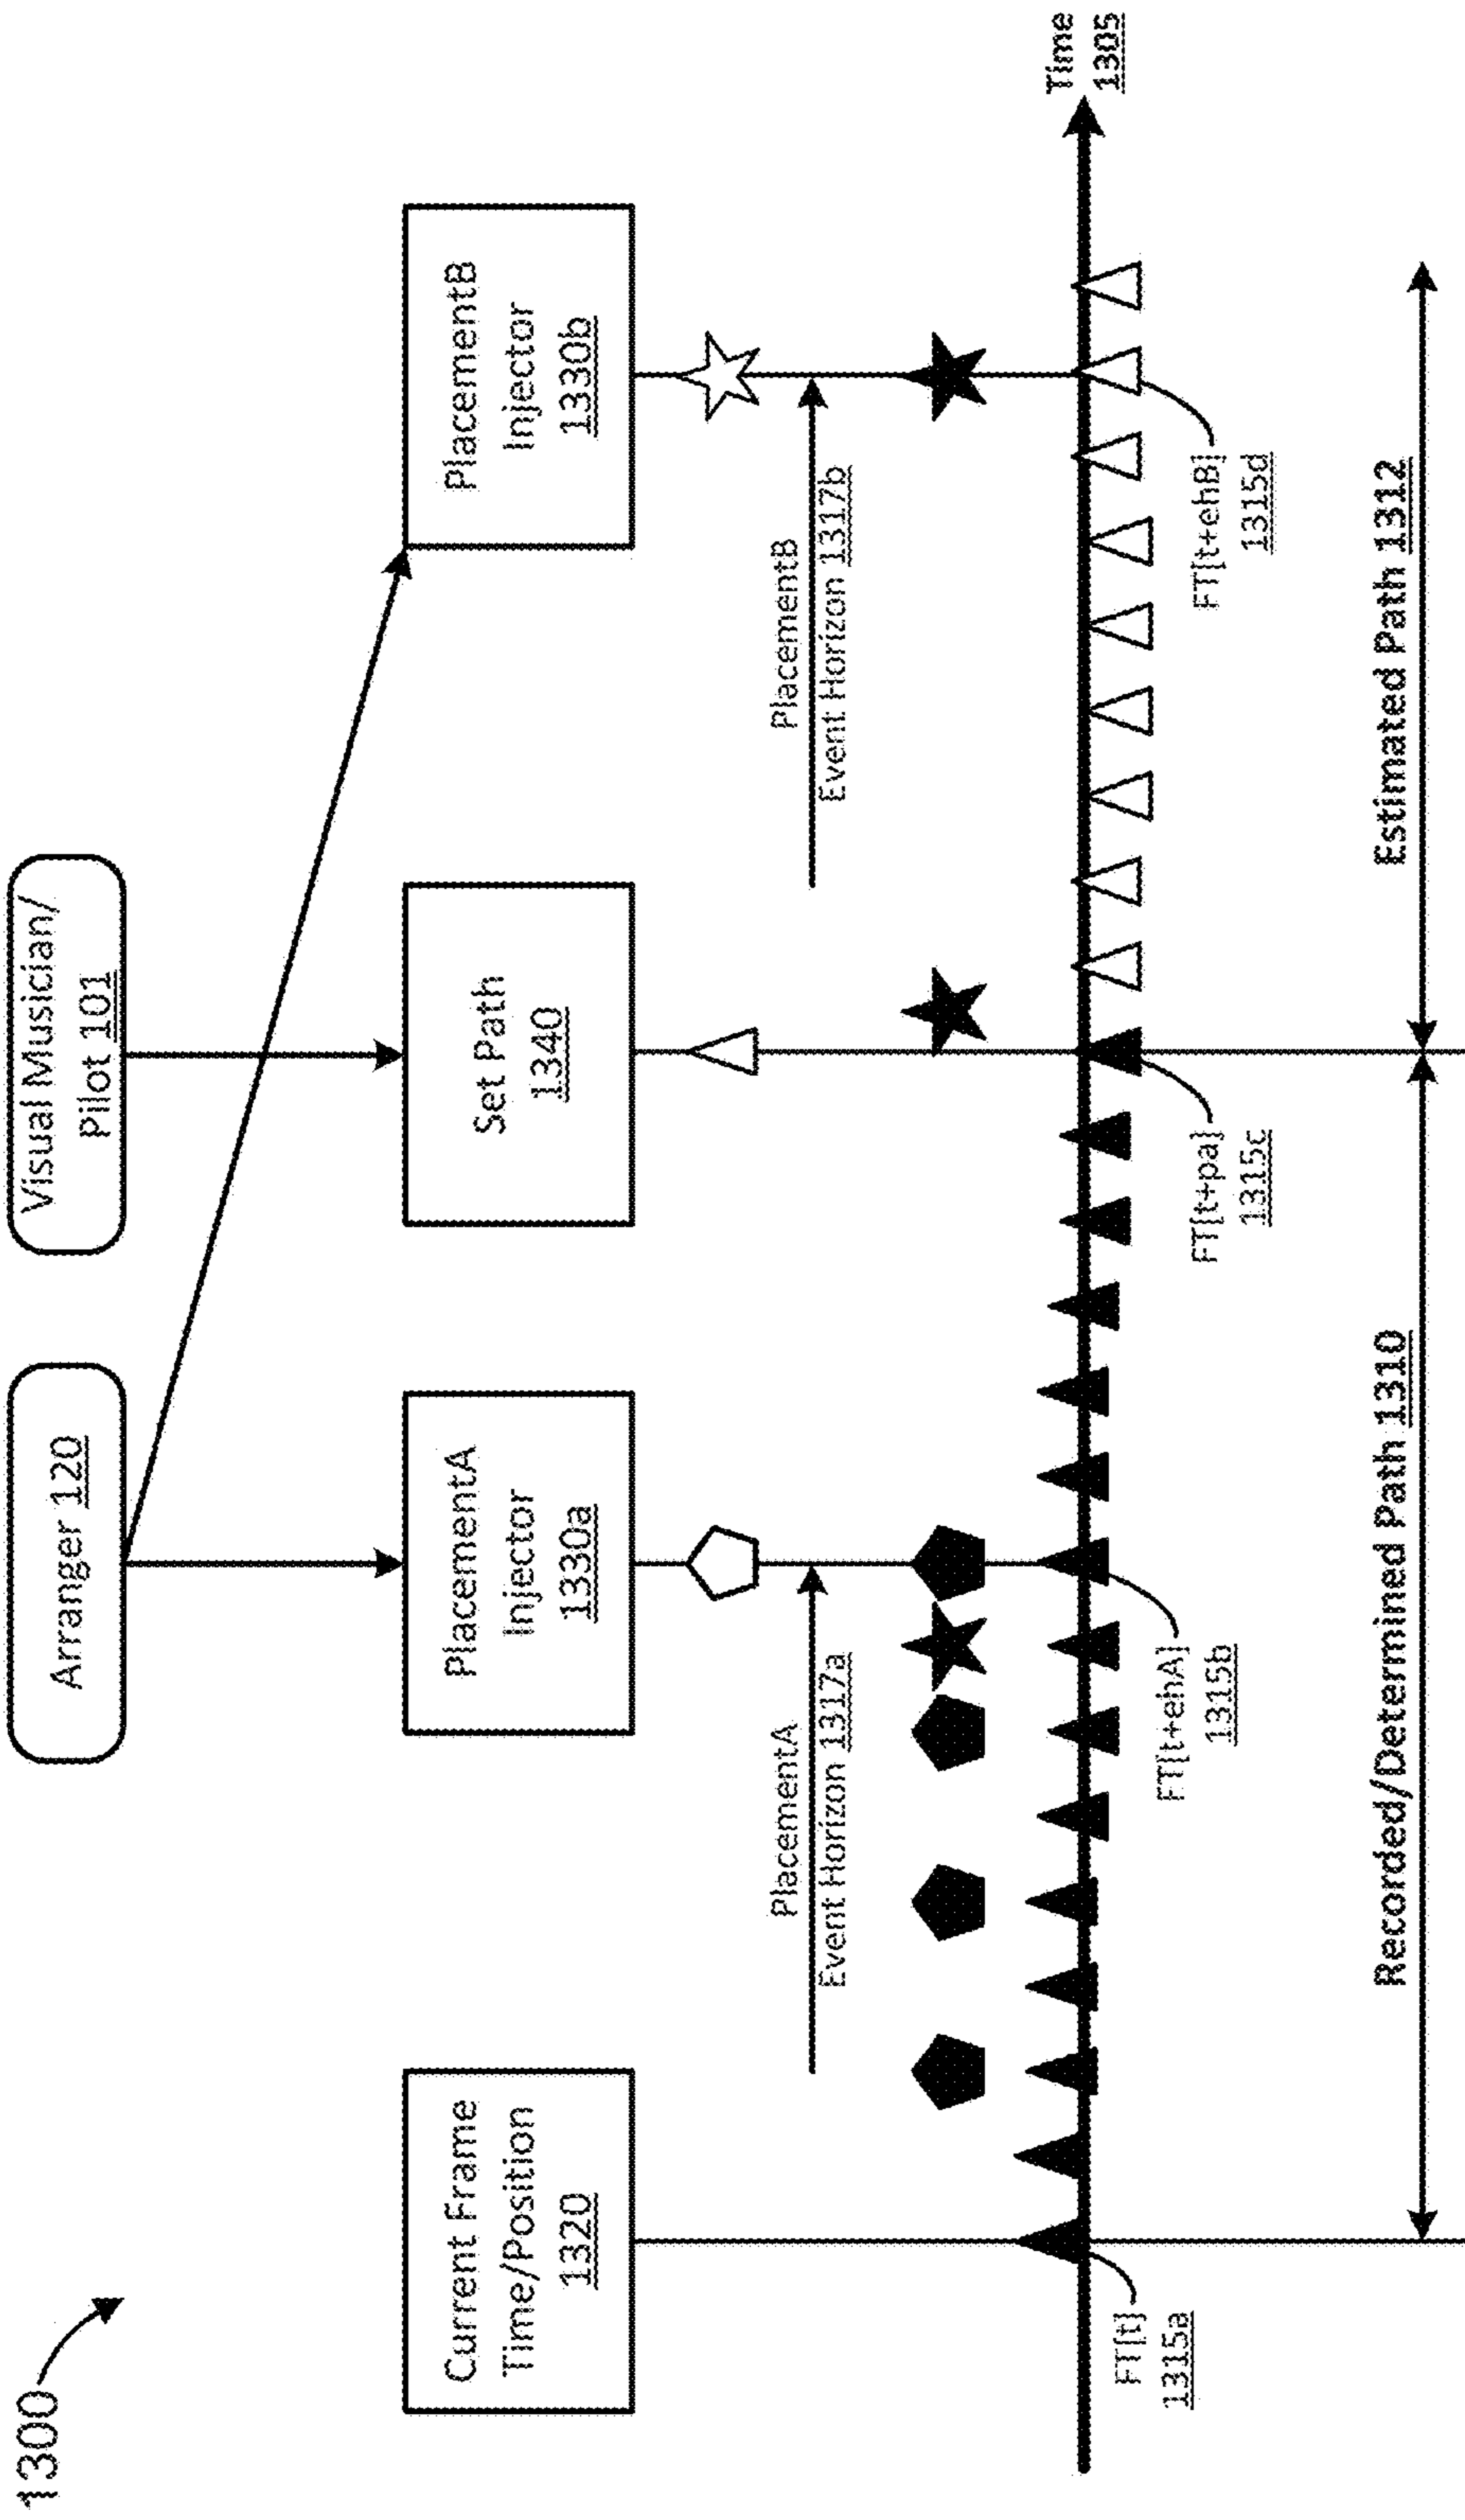 1300
Arranger 120
Visual Musician/
Pilot 101
Current Frame
Time/Position
1320
PlacementA
Injector
1330a
Set Path
1340
PlacementB
Injector
1330b
PlacementA
Event Horizon 1317a
PlacementB
Event Horizon 1317b
Time
1305
FT[t]
1315a
FT[t+ehA]
1315b
FT[t+pa]
1315c
FT[t+ehB]
1315d
Recorded/Determined Path 1310
Estimated Path 1312